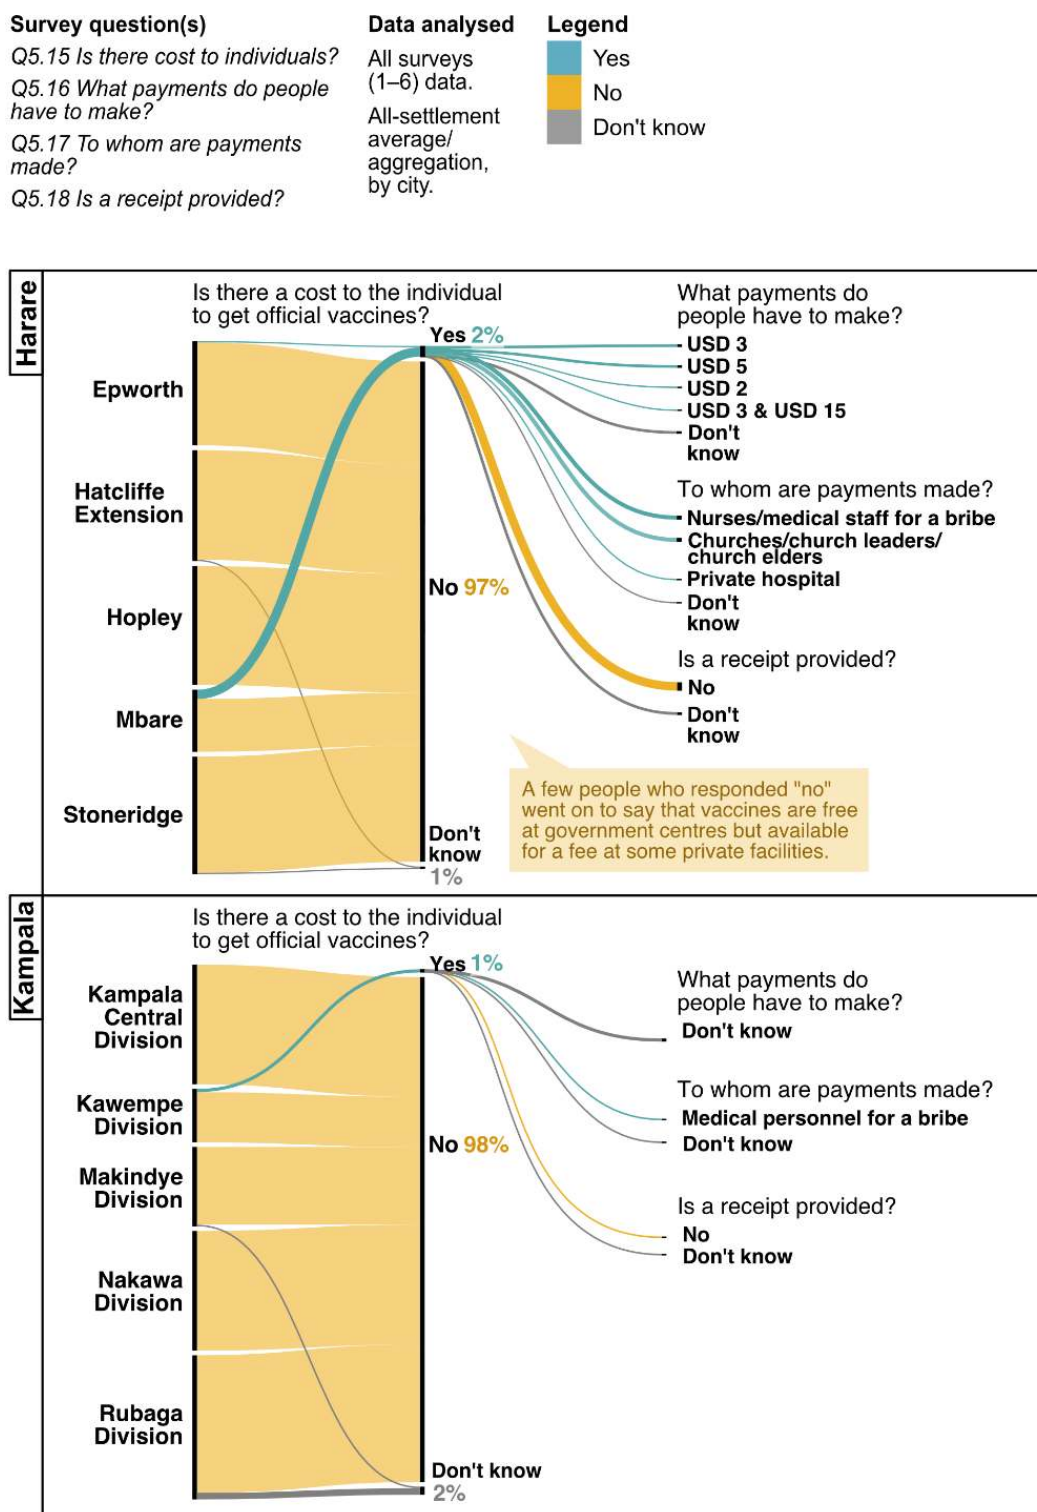 Survey question(s)
Q5.15 Is there cost to individuals?
Q5.16 What payments do people
have to make?
Q5.17 To whom are payments
made?
Q5.18 Is a receipt provided?
Data analysed
All surveys
(1–6) data.
All-settlement
average/
aggregation,
by city.
Legend
Yes
No
Don't know
Harare
Is there a cost to the individual
to get official vaccines?
Epworth
Hatcliffe
Extension
Hopley
Mbare
Stoneridge
Yes 2%
No 97%
Don't
know
1%
What payments do
people have to make?
USD 3
USD 5
USD 2
USD 3 & USD 15
Don't
know
To whom are payments made?
Nurses/medical staff for a bribe
Churches/church leaders/
church elders
Private hospital
Don't
know
Is a receipt provided?
No
Don't
know
A few people who responded "no"
went on to say that vaccines are free
at government centres but available
for a fee at some private facilities.
Kampala
Is there a cost to the individual
to get official vaccines?
Kampala
Central
Division
Kawempe
Division
Makindye
Division
Nakawa
Division
Rubaga
Division
Yes 1%
No 98%
Don't know
2%
What payments do
people have to make?
Don't know
To whom are payments made?
Medical personnel for a bribe
Don't know
Is a receipt provided?
No
Don't know